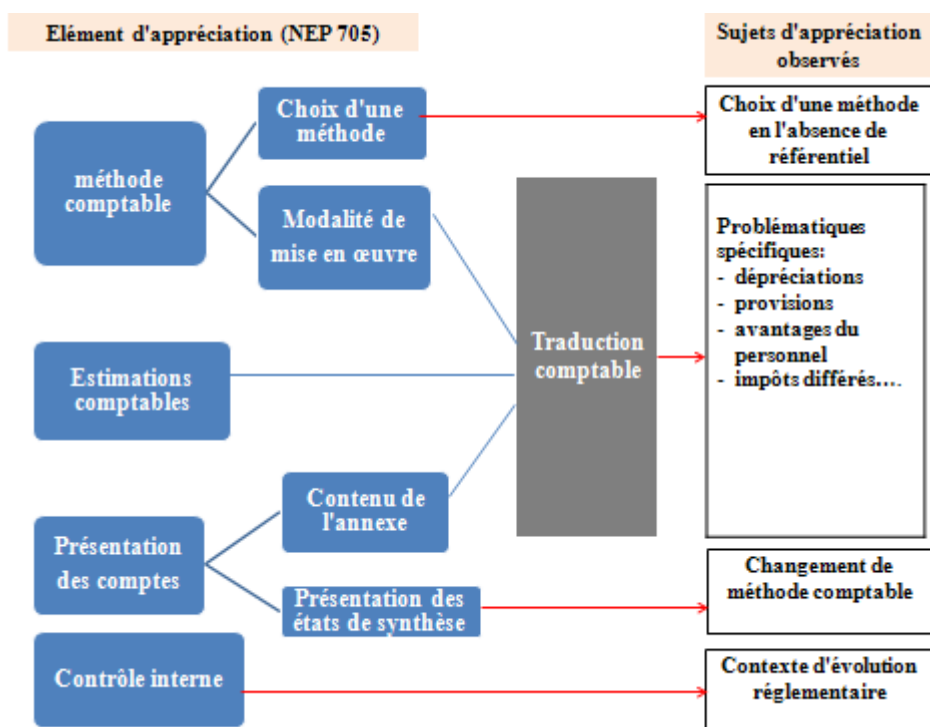 Elément d'appréciation (NEP 705)
Sujets d'appréciation
observés
méthode
comptable
Choix d'une
méthode
Modalité de
mise en œuvre
Estimations
comptables
Présentation
des comptes
Contenu de
l'annexe
Présentation des
états de synthèse
Contrôle interne
Traduction
comptable
Choix d'une méthode
en l'absence de
référentiel
Problématiques
spécifiques:
- dépréciations
- provisions
- avantages du
personnel
- impôts différés….
Changement de
méthode comptable
Contexte d'évolution
réglementaire